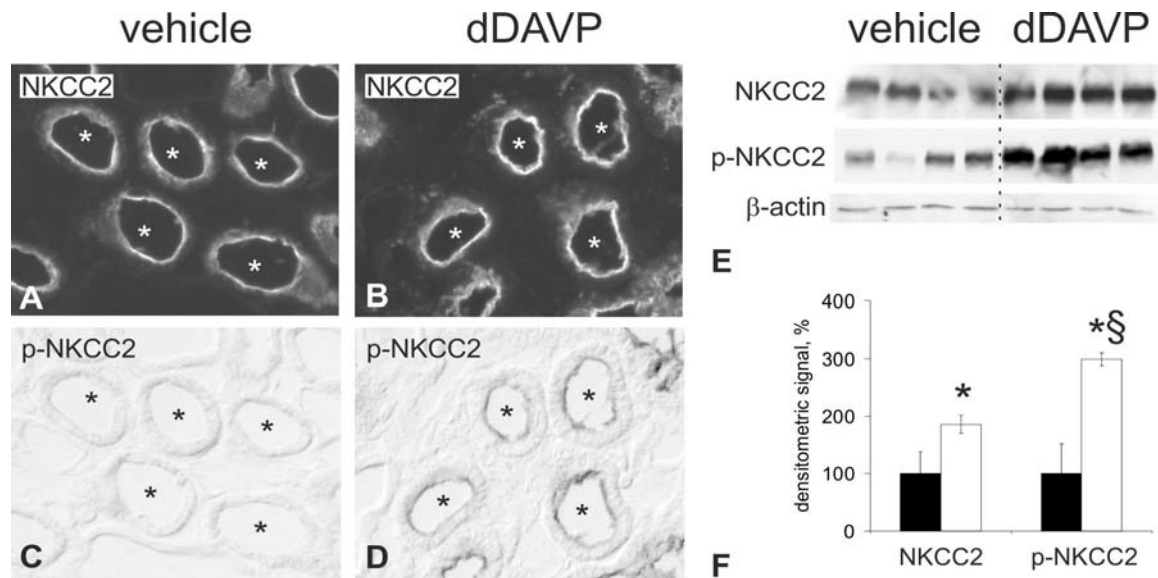 vehicle
dDAVP
NKCC2
* * * * *
A
NKCC2
* * * *
B
p-NKCC2
* * * * *
C
p-NKCC2
* * * *
D
vehicle dDAVP
NKCC2
p-NKCC2
β-actin
E
densitometric signal, %
400
300
200
100
0
*
*§
NKCC2
p-NKCC2
F